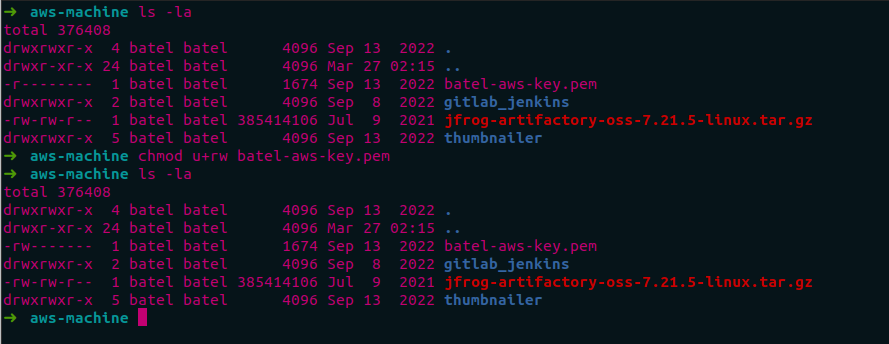 ➜ aws-machine ls -la
total 376408
drwxrwxr-x  4 batel batel      4096 Sep 13  2022 .
drwxr-xr-x 24 batel batel      4096 Mar 27 02:15 ..
-r--------  1 batel batel      1674 Sep 13  2022 batel-aws-key.pem
drwxrwxr-x  2 batel batel      4096 Sep  8  2022 gitlab_jenkins
-rw-rw-r--  1 batel batel 385414106 Jul  9  2021 jfrog-artifactory-oss-7.21.5-linux.tar.gz
drwxrwxr-x  5 batel batel      4096 Sep 13  2022 thumbnailer
➜ aws-machine chmod u+rw batel-aws-key.pem
➜ aws-machine ls -la
total 376408
drwxrwxr-x  4 batel batel      4096 Sep 13  2022 .
drwxr-xr-x 24 batel batel      4096 Mar 27 02:15 ..
-rw-------  1 batel batel      1674 Sep 13  2022 batel-aws-key.pem
drwxrwxr-x  2 batel batel      4096 Sep  8  2022 gitlab_jenkins
-rw-rw-r--  1 batel batel 385414106 Jul  9  2021 jfrog-artifactory-oss-7.21.5-linux.tar.gz
drwxrwxr-x  5 batel batel      4096 Sep 13  2022 thumbnailer
➜ aws-machine